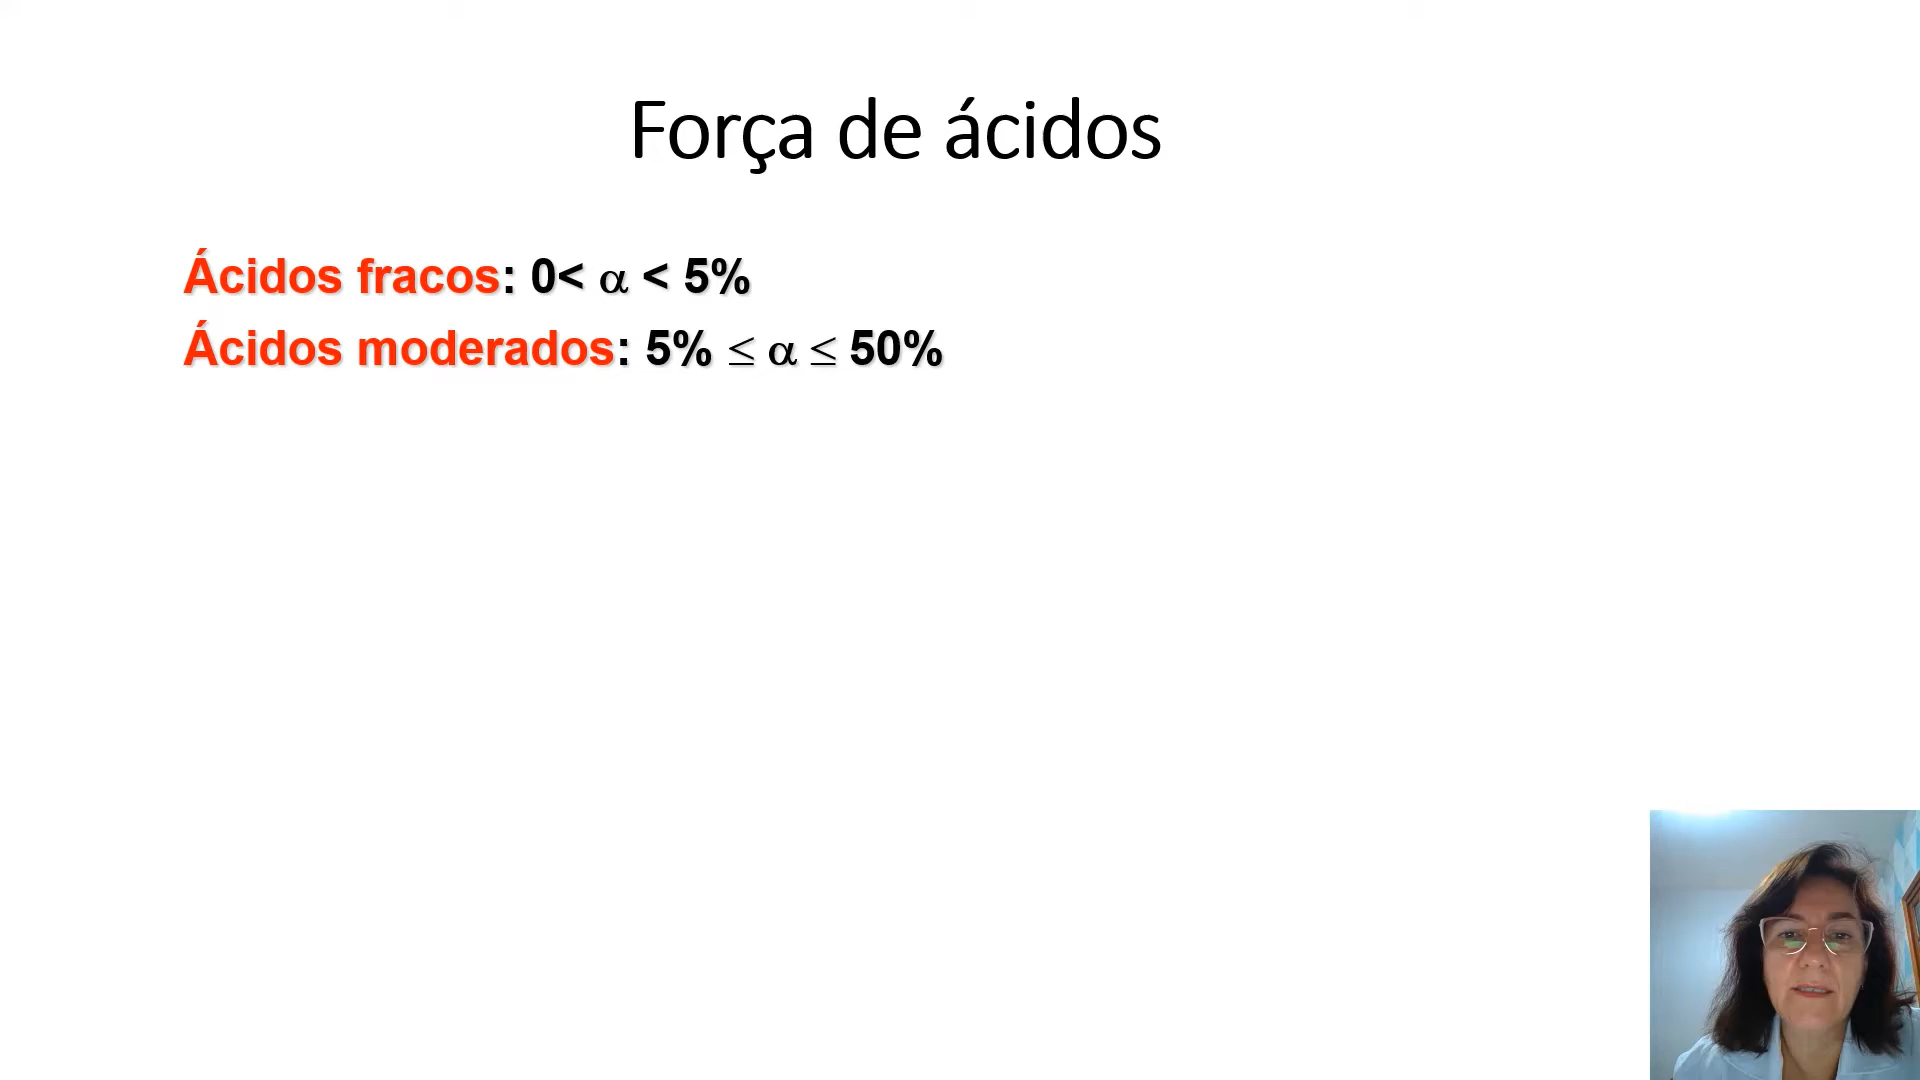 Força de ácidos
Ácidos fracos: 0< α < 5%
Ácidos moderados: 5% ≤ α ≤ 50%